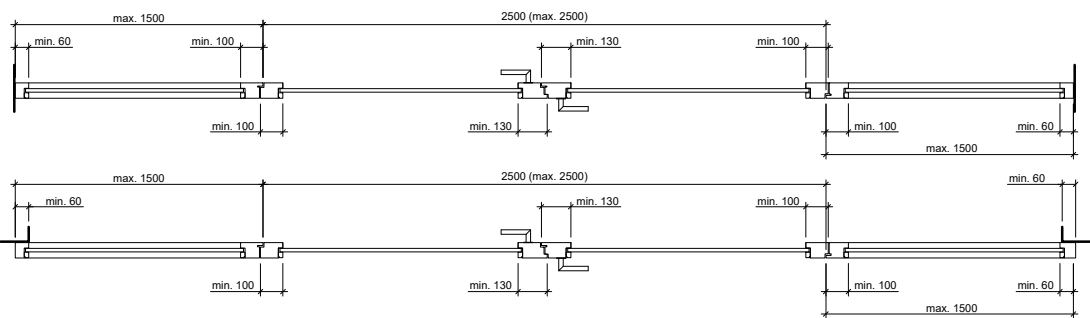 max. 1500 2500 (max. 2500)
min. 60 min. 100 min. 130 min. 100
min. 100 min. 130 min. 100 min. 60
max. 1500
max. 1500 2500 (max. 2500) min. 60
min. 60 min. 130 min. 100
min. 100 min. 130 min. 100 min. 60
max. 1500